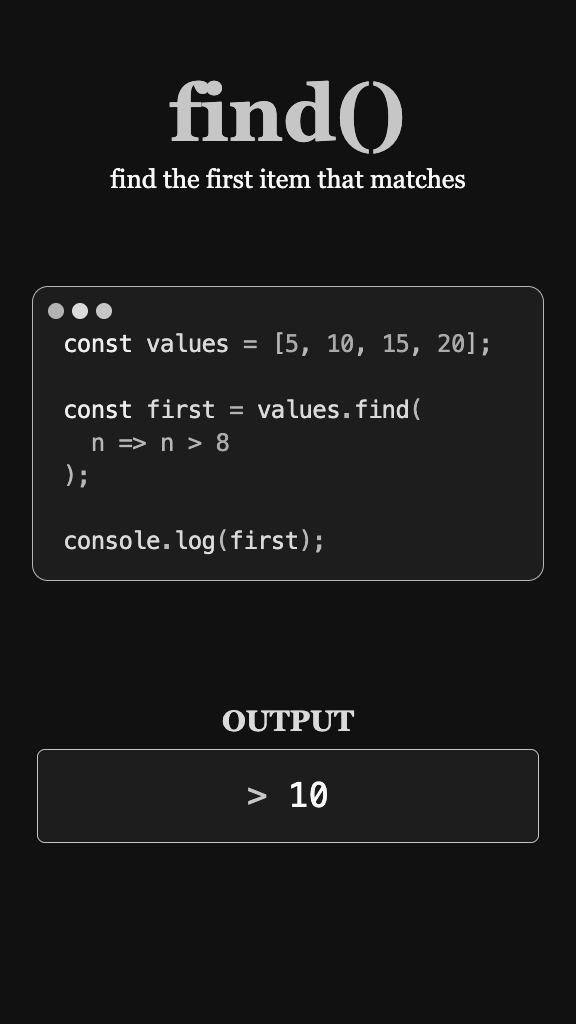 find()
find the first item that matches
const values = [5, 10, 15, 20];
const first = values.find(
  n => n > 8
);
console.log(first);
OUTPUT
> 10